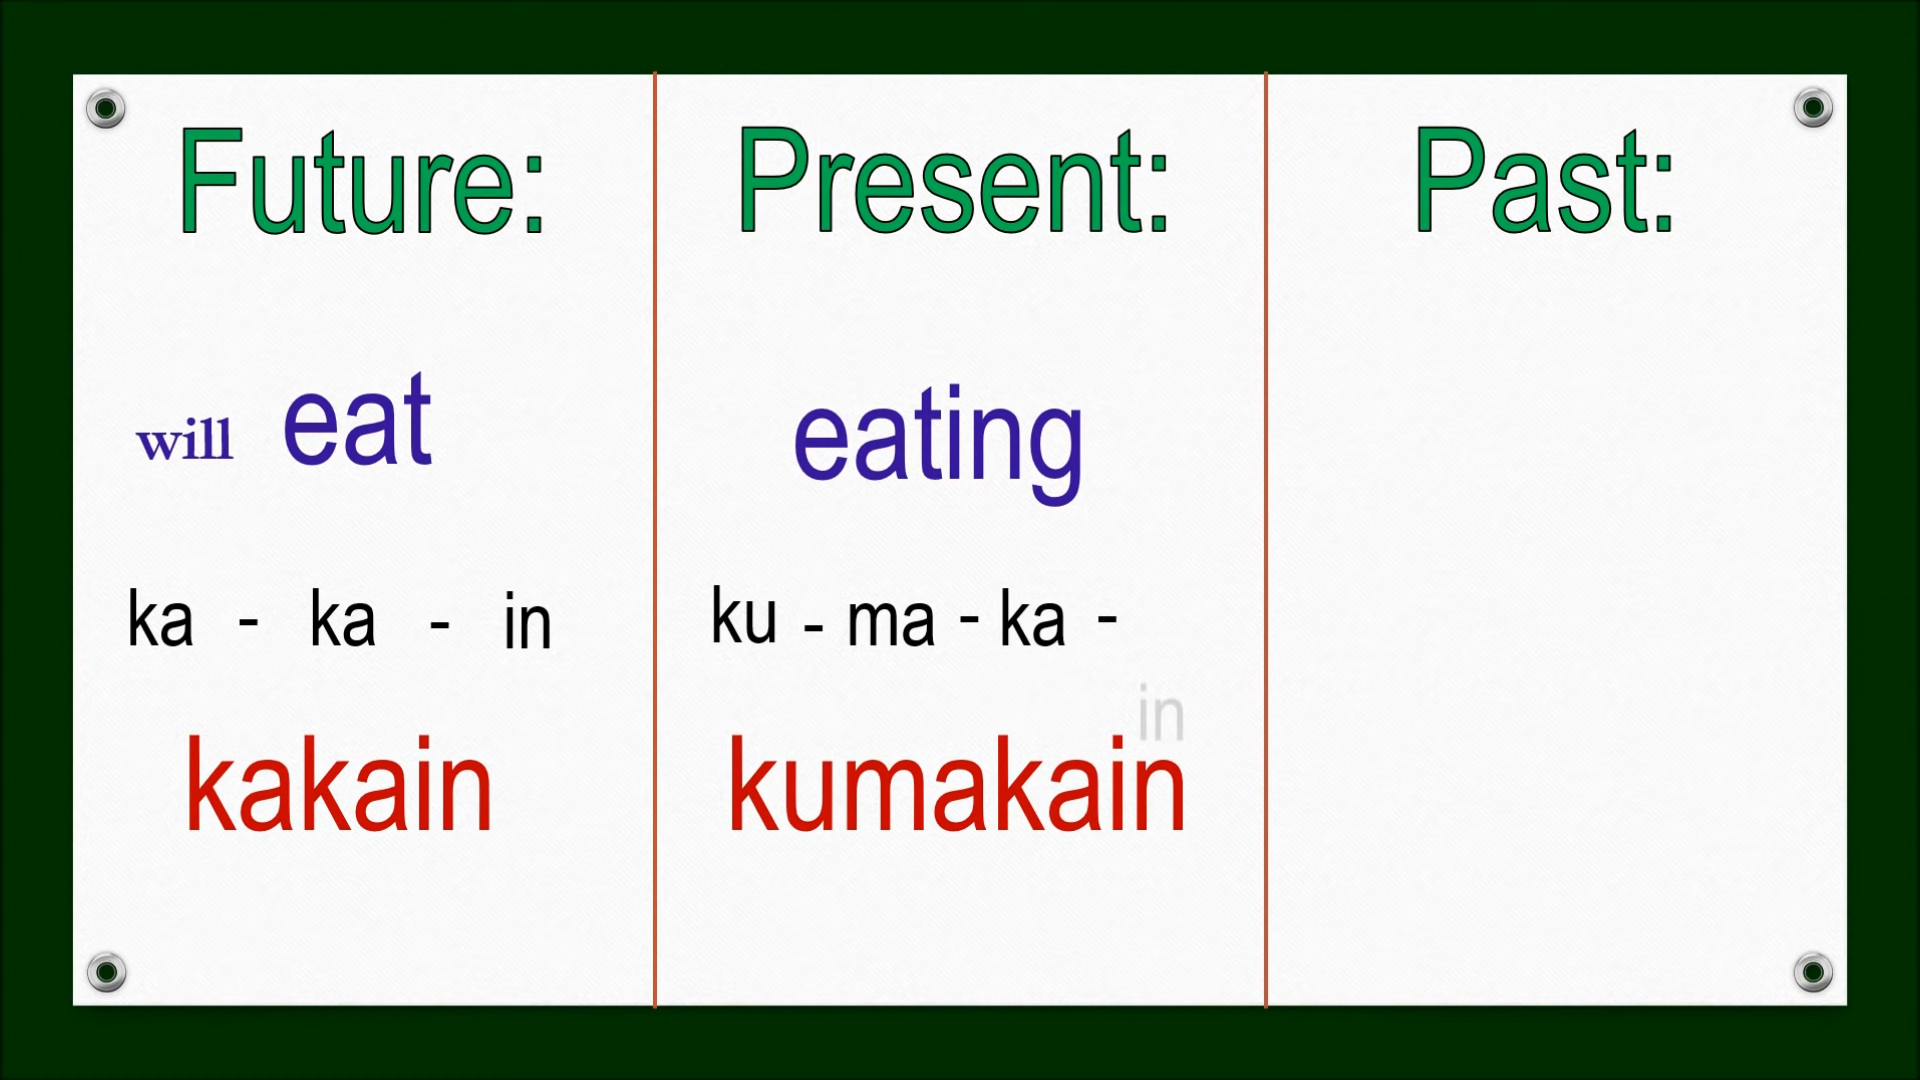 Future:
will eat
ka - ka - in
kakain
Present:
eating
ku - ma - ka -
in
kumakain
Past: